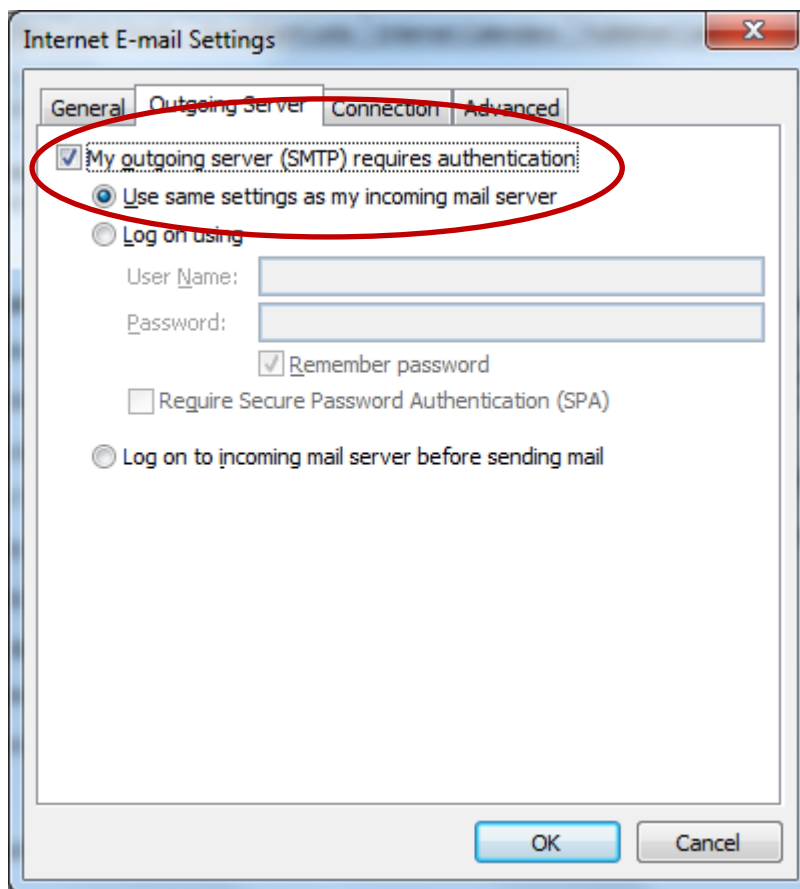 Internet E-mail Settings
General Outgoing Server Connection Advanced
My outgoing server (SMTP) requires authentication
Use same settings as my incoming mail server
Log on using
User Name:
Password:
Remember password
Require Secure Password Authentication (SPA)
Log on to incoming mail server before sending mail
OK Cancel